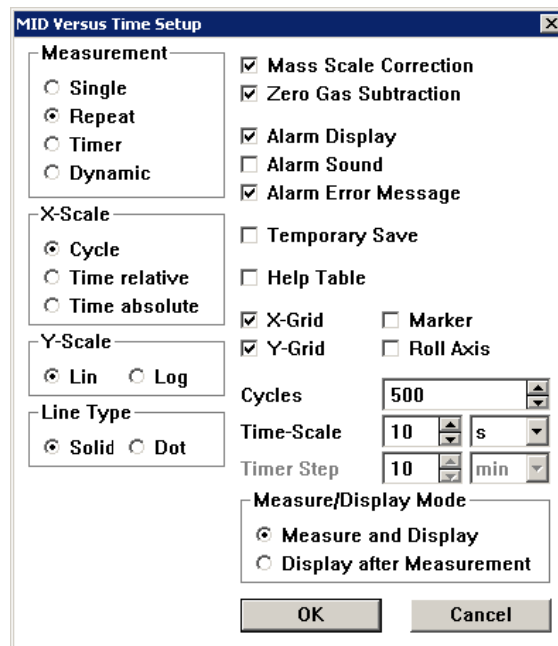 MID Versus Time Setup
Measurement
Single
Repeat
Timer
Dynamic
X-Scale
Cycle
Time relative
Time absolute
Y-Scale
Lin Log
Line Type
Solid Dot
Mass Scale Correction
Zero Gas Subtraction
Alarm Display
Alarm Sound
Alarm Error Message
Temporary Save
Help Table
X-Grid Marker
Y-Grid Roll Axis
Cycles 500
Time-Scale 10 s
Timer Step 10 min
Measure/Display Mode
Measure and Display
Display after Measurement
OK Cancel